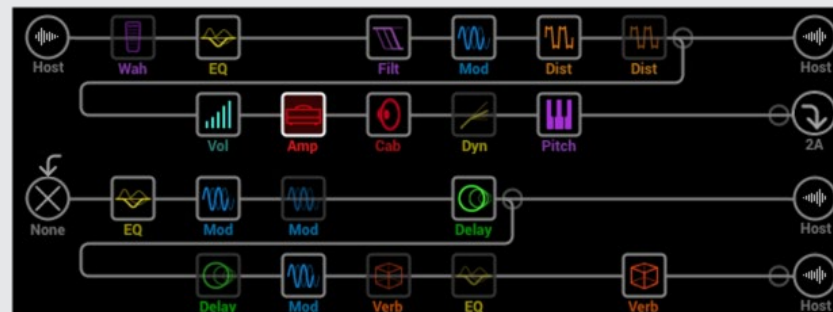 Host Wah EQ Filt Mod Dist Dist Host
Vol Amp Cab Dyn Pitch 2A
None EQ Mod Mod Delay Host
Delay Mod Verb EQ Verb Host